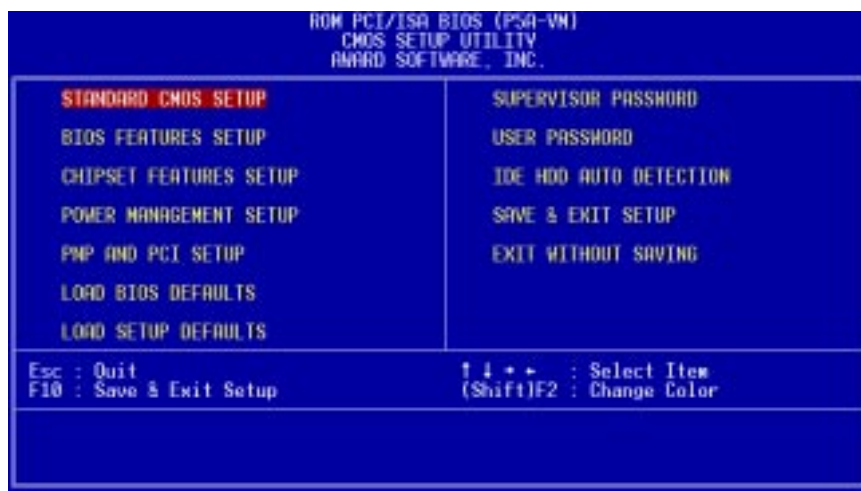 ROM PCI/ISA BIOS (P5A-VM)
CMOS SETUP UTILITY
AWARD SOFTWARE, INC.
STANDARD CMOS SETUP
BIOS FEATURES SETUP
CHIPSET FEATURES SETUP
POWER MANAGEMENT SETUP
PNP AND PCI SETUP
LOAD BIOS DEFAULTS
LOAD SETUP DEFAULTS
SUPERVISOR PASSWORD
USER PASSWORD
IDE HDD AUTO DETECTION
SAVE & EXIT SETUP
EXIT WITHOUT SAVING
Esc : Quit
F10 : Save & Exit Setup
↑ ↓ → ← : Select Item
(Shift)F2 : Change Color